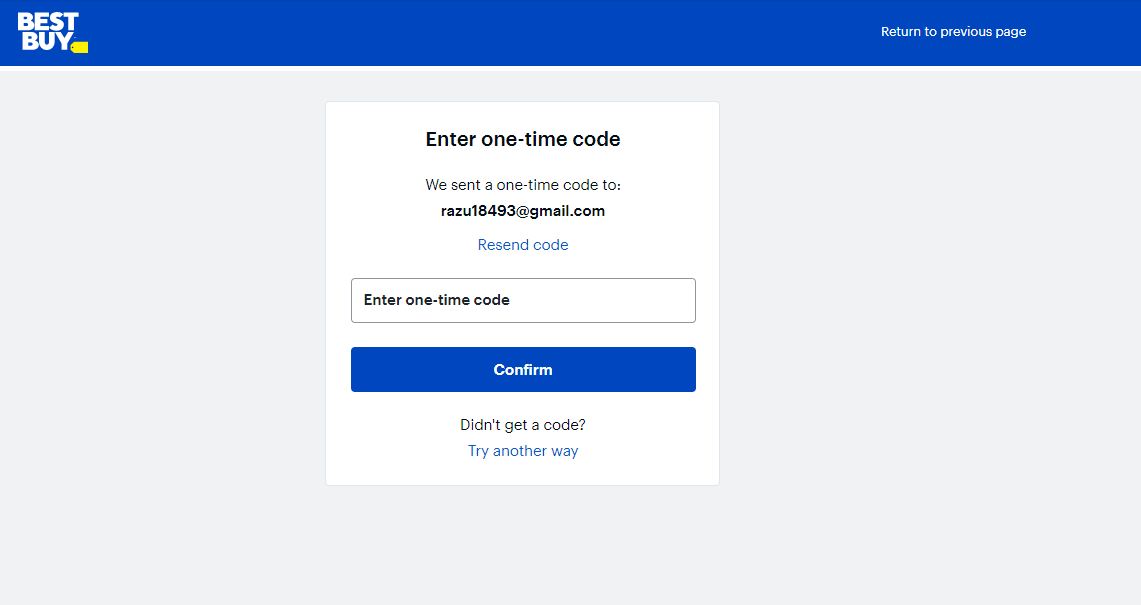 BEST
BUY
Return to previous page
Enter one-time code
We sent a one-time code to:
razu18493@gmail.com
Resend code
Enter one-time code
Confirm
Didn't get a code?
Try another way